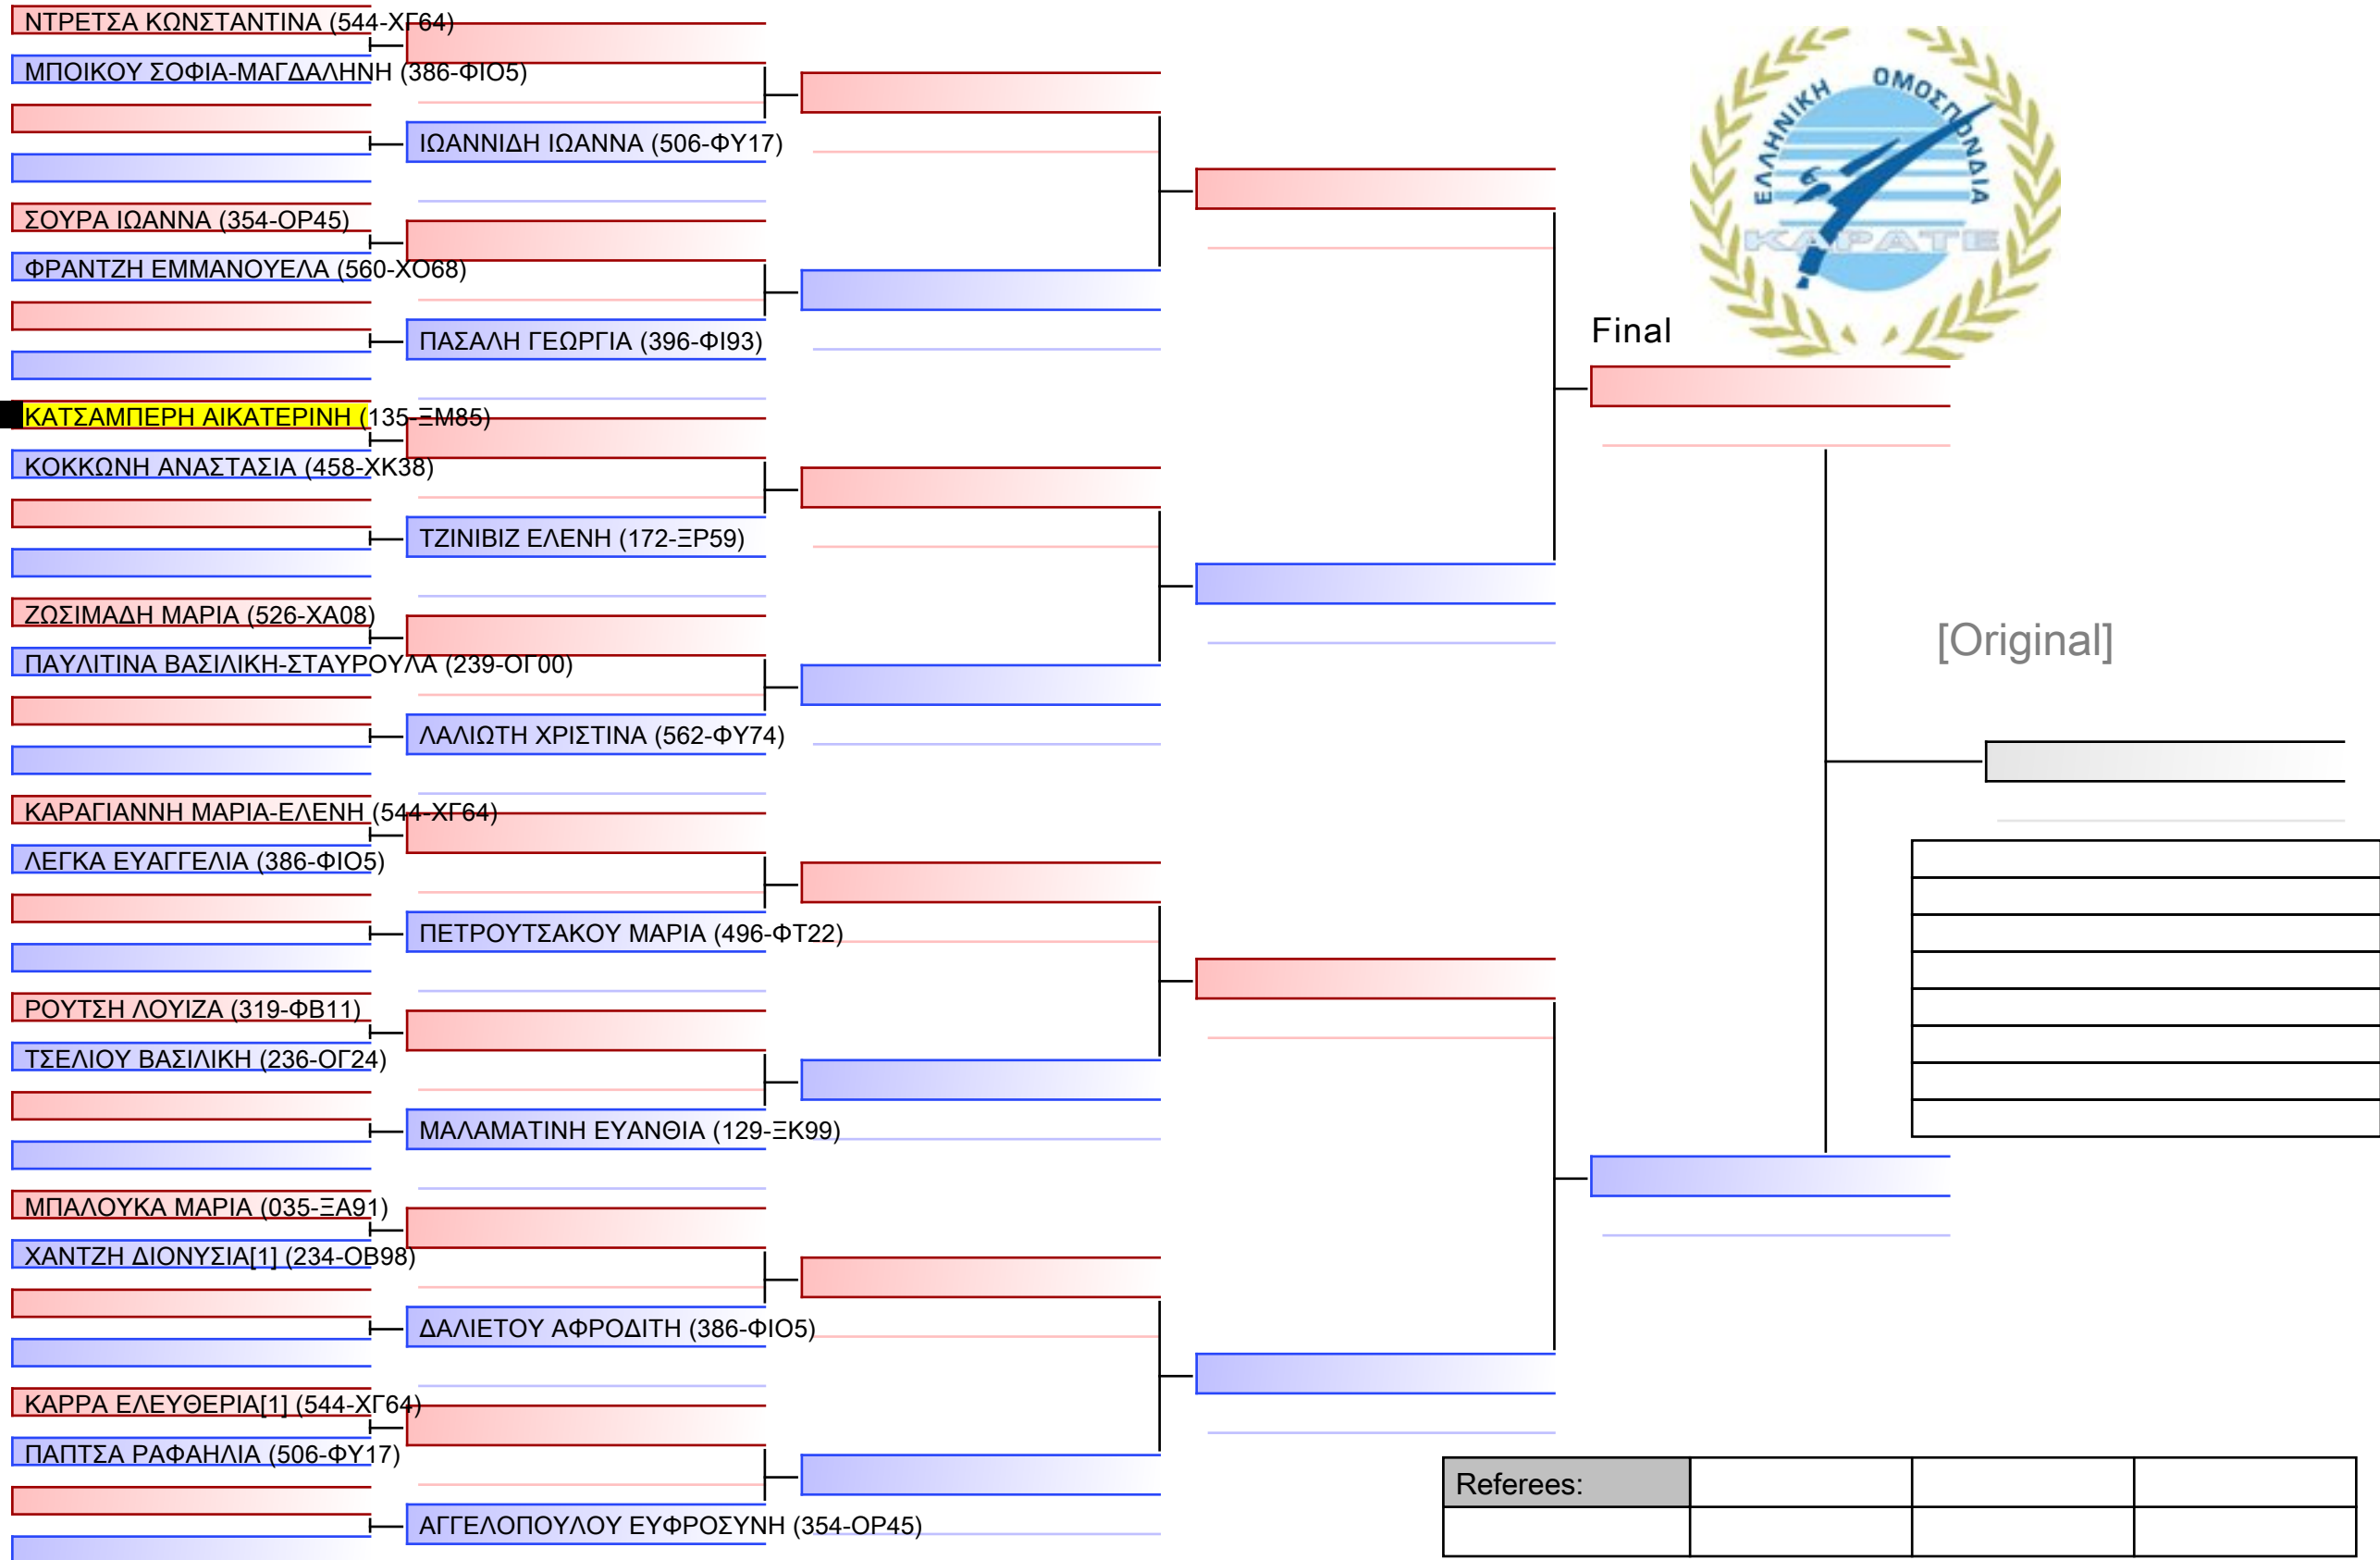 ΝΤΡΕΤΣΑ ΚΩΝΣΤΑΝΤΙΝΑ (544-ΧΓ64)
ΜΠΟΙΚΟΥ ΣΟΦΙΑ-ΜΑΓΔΑΛΗΝΗ (386-ΦΙΟ5)
ΙΩΑΝΝΙΔΗ ΙΩΑΝΝΑ (506-ΦΥ17)
ΣΟΥΡΑ ΙΩΑΝΝΑ (354-ΟΡ45)
ΦΡΑΝΤΖΗ ΕΜΜΑΝΟΥΕΛΑ (560-ΧΟ68)
ΠΑΣΑΛΗ ΓΕΩΡΓΙΑ (396-ΦΙ93)
ΚΑΤΣΑΜΠΕΡΗ ΑΙΚΑΤΕΡΙΝΗ (135-ΞΜ85)
ΚΟΚΚΩΝΗ ΑΝΑΣΤΑΣΙΑ (458-ΧΚ38)
ΤΖΙΝΙΒΙΖ ΕΛΕΝΗ (172-ΞΡ59)
ΖΩΣΙΜΑΔΗ ΜΑΡΙΑ (526-ΧΑ08)
ΠΑΥΛΙΤΙΝΑ ΒΑΣΙΛΙΚΗ-ΣΤΑΥΡΟΥΛΑ (239-ΟΓ00)
ΛΑΛΙΩΤΗ ΧΡΙΣΤΙΝΑ (562-ΦΥ74)
ΚΑΡΑΓΙΑΝΝΗ ΜΑΡΙΑ-ΕΛΕΝΗ (544-ΧΓ64)
ΛΕΓΚΑ ΕΥΑΓΓΕΛΙΑ (386-ΦΙΟ5)
ΠΕΤΡΟΥΤΣΑΚΟΥ ΜΑΡΙΑ (496-ΦΤ22)
ΡΟΥΤΣΗ ΛΟΥΙΖΑ (319-ΦΒ11)
ΤΣΕΛΙΟΥ ΒΑΣΙΛΙΚΗ (236-ΟΓ24)
ΜΑΛΑΜΑΤΙΝΗ ΕΥΑΝΘΙΑ (129-ΞΚ99)
ΜΠΑΛΟΥΚΑ ΜΑΡΙΑ (035-ΞΑ91)
ΧΑΝΤΖΗ ΔΙΟΝΥΣΙΑ[1] (234-ΟΒ98)
ΔΑΛΙΕΤΟΥ ΑΦΡΟΔΙΤΗ (386-ΦΙΟ5)
ΚΑΡΡΑ ΕΛΕΥΘΕΡΙΑ[1] (544-ΧΓ64)
ΠΑΠΤΣΑ ΡΑΦΑΗΛΙΑ (506-ΦΥ17)
ΑΓΓΕΛΟΠΟΥΛΟΥ ΕΥΦΡΟΣΥΝΗ (354-ΟΡ45)
ΕΛΛΗΝΙΚΗ ΟΜΟΣΠΟΝΔΙΑ
ΚΑΡΑΤΕ
Final
[Original]
Referees: